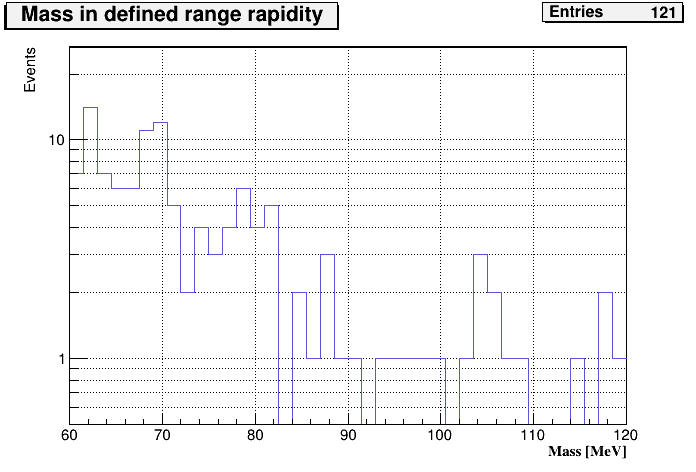 Mass in defined range rapidity
Entries 121
Events
10
1
60 70 80 90 100 110 120
Mass [MeV]